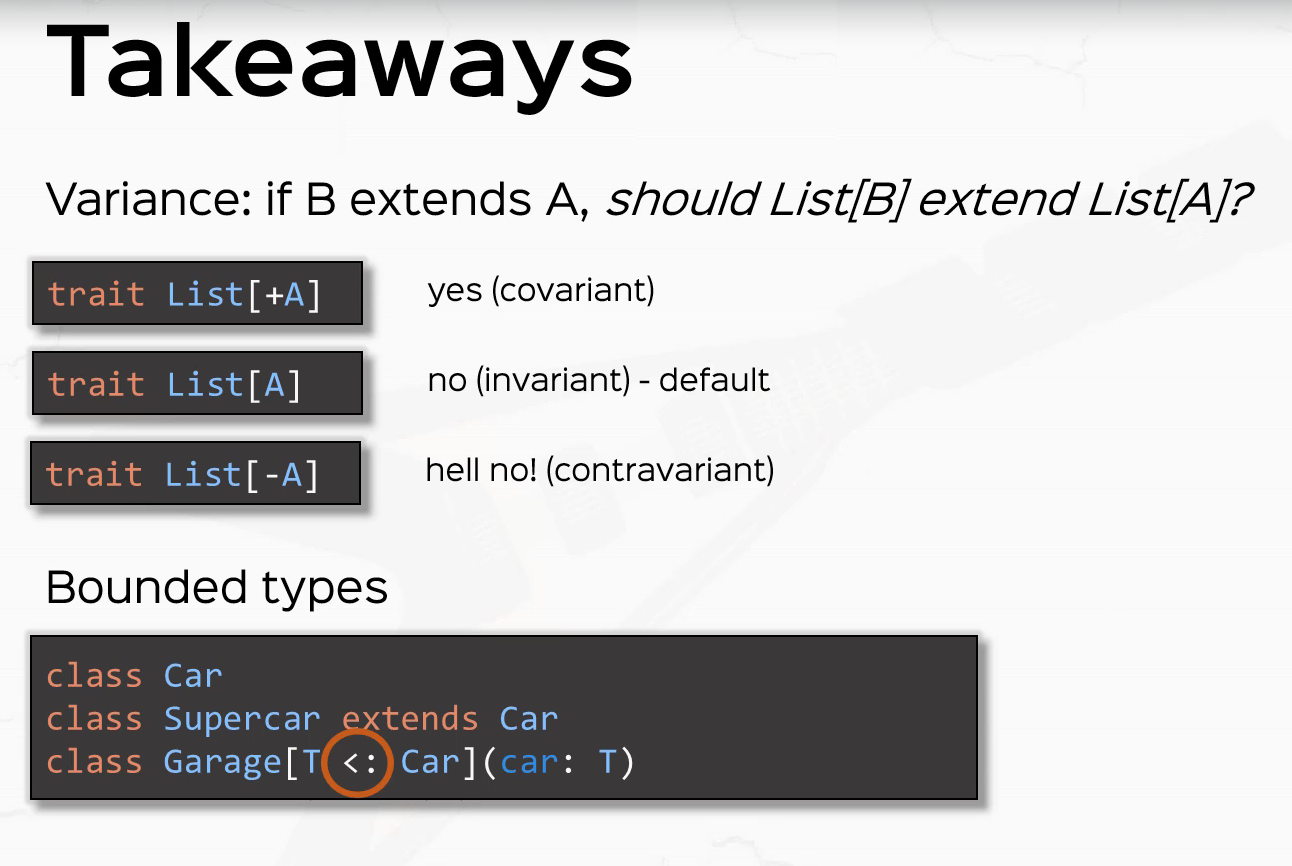 Takeaways
Variance: if B extends A, should List[B] extend List[A]?
trait List[+A]
yes (covariant)
trait List[A]
no (invariant) - default
trait List[-A]
hell no! (contravariant)
Bounded types
class Car
class Supercar extends Car
class Garage[T <: Car](car: T)